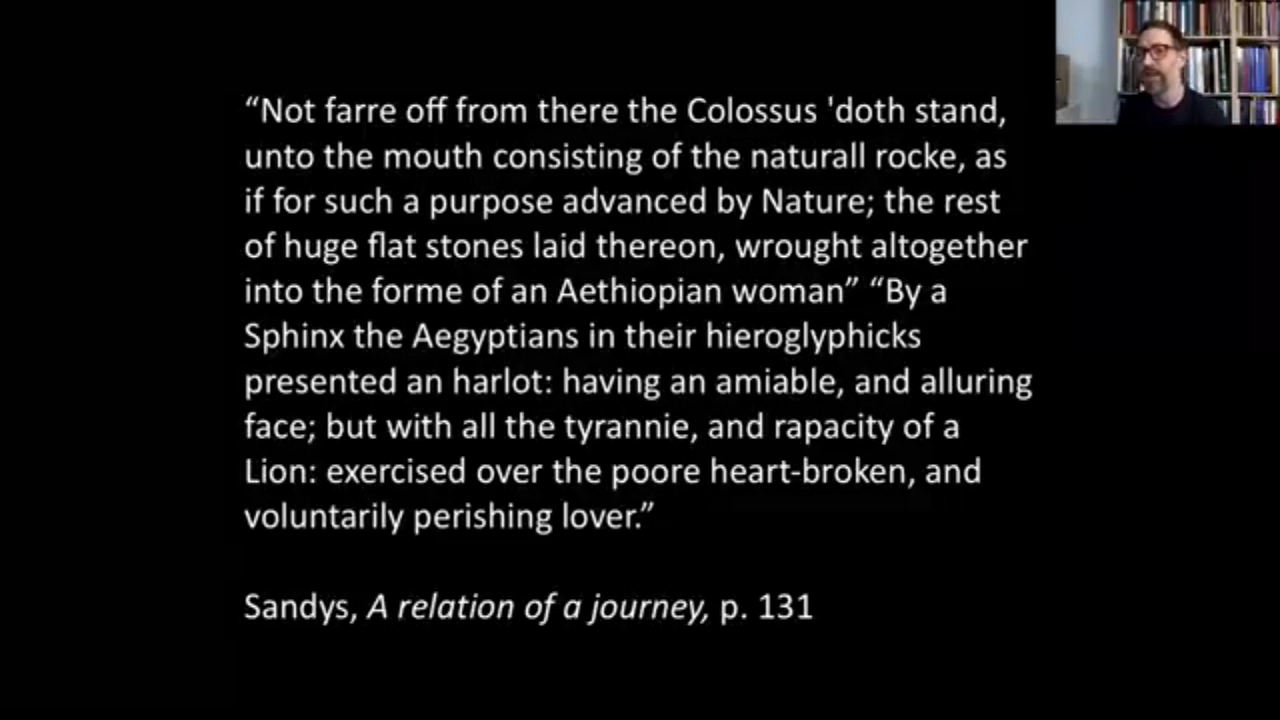 “Not farre off from there the Colossus 'doth stand,
unto the mouth consisting of the naturall rocke, as
if for such a purpose advanced by Nature; the rest
of huge flat stones laid thereon, wrought altogether
into the forme of an Aethiopian woman” “By a
Sphinx the Aegyptians in their hieroglyphicks
presented an harlot: having an amiable, and alluring
face; but with all the tyrannie, and rapacity of a
Lion: exercised over the poore heart-broken, and
voluntarily perishing lover.”
Sandys, A relation of a journey, p. 131